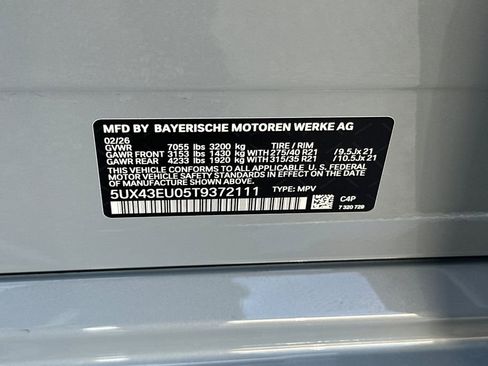 MFD BY BAYERISCHE MOTOREN WERKE AG
02/26
GVWR 7055 lbs 3200 kg TIRE / RIM
GAWR FRONT 3153 lbs 1430 kg WITH 275/40 R21 /9.5Jx 21
GAWR REAR 4233 lbs 1920 kg WITH 315/35 R21 /10.5Jx 21
THIS VEHICLE CONFORMS TO ALL APPLICABLE U. S. FEDERAL
MOTOR VEHICLE SAFETY STANDARDS IN EFFECT ON THE
DATE OF MANUFACTURE SHOWN ABOVE.
5UX43EU05T9372111 TYPE: MPV
C4P
7 320 729